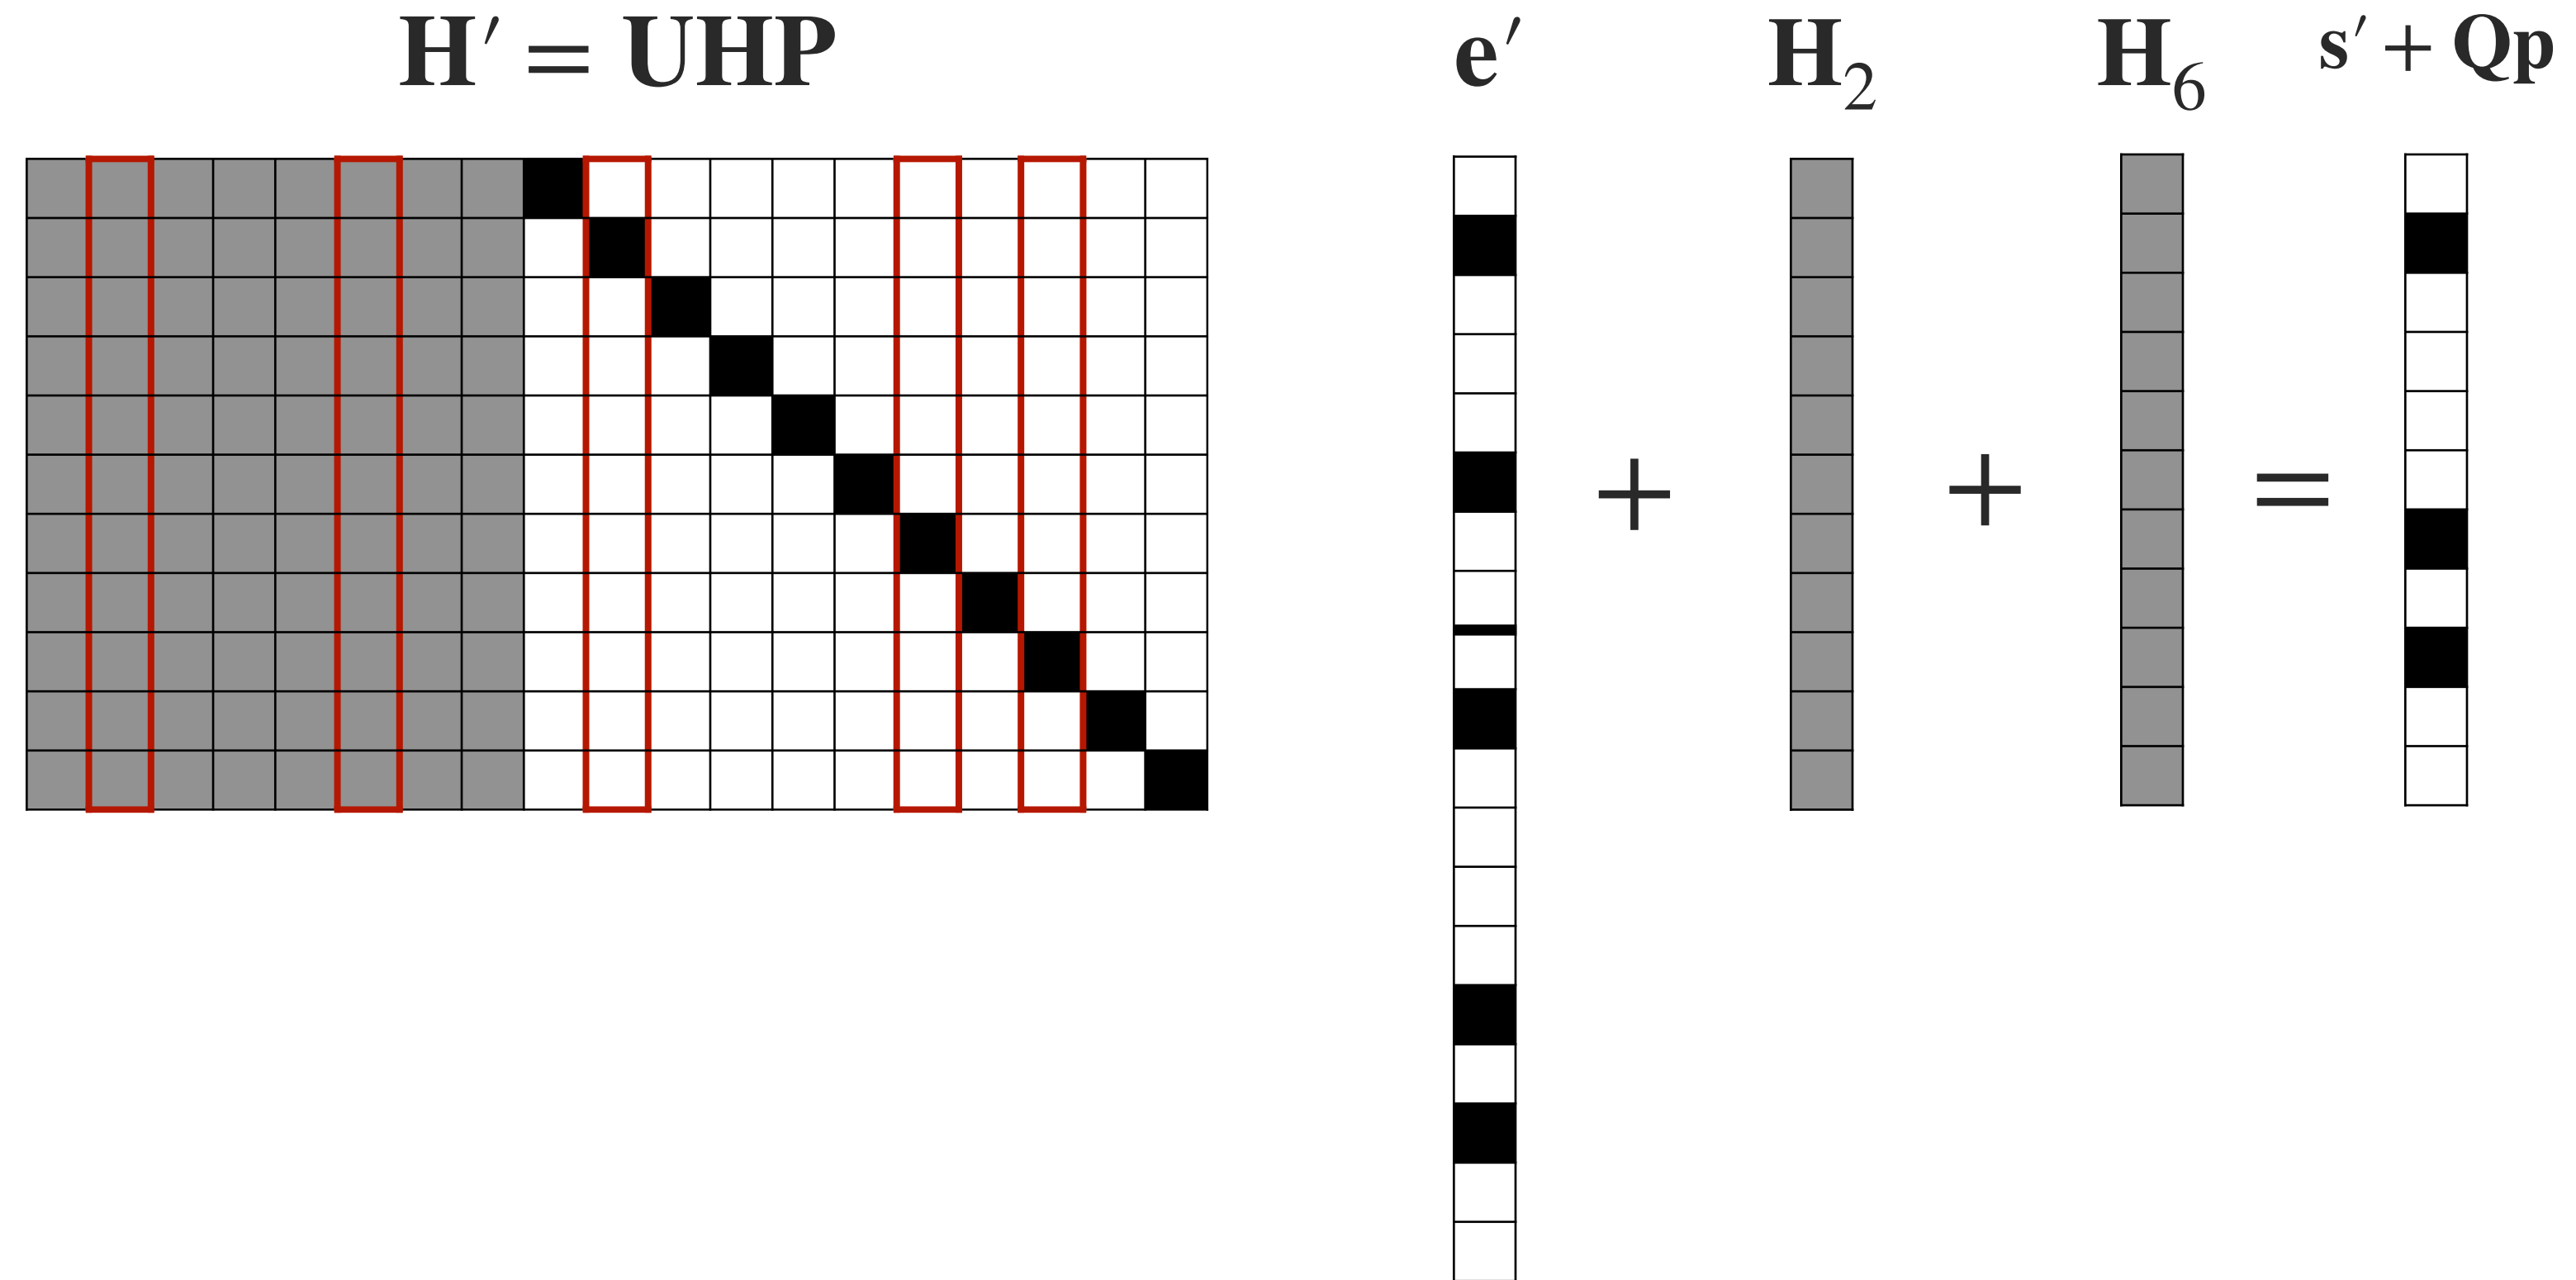 H′ = UHP
e′
H₂
H₆
s′ + Qp
+
+
=